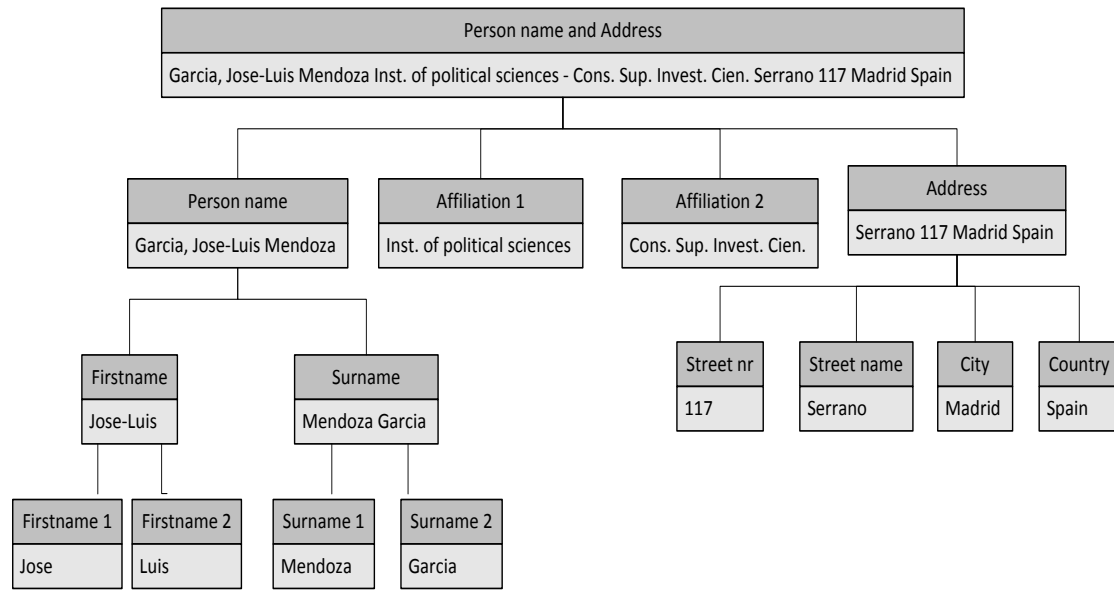 Person name and Address
Garcia, Jose-Luis Mendoza Inst. of political sciences - Cons. Sup. Invest. Cien. Serrano 117 Madrid Spain
Person name
Garcia, Jose-Luis Mendoza
Affiliation 1
Inst. of political sciences
Affiliation 2
Cons. Sup. Invest. Cien.
Address
Serrano 117 Madrid Spain
Firstname
Jose-Luis
Surname
Mendoza Garcia
Street nr
117
Street name
Serrano
City
Madrid
Country
Spain
Firstname 1
Jose
Firstname 2
Luis
Surname 1
Mendoza
Surname 2
Garcia